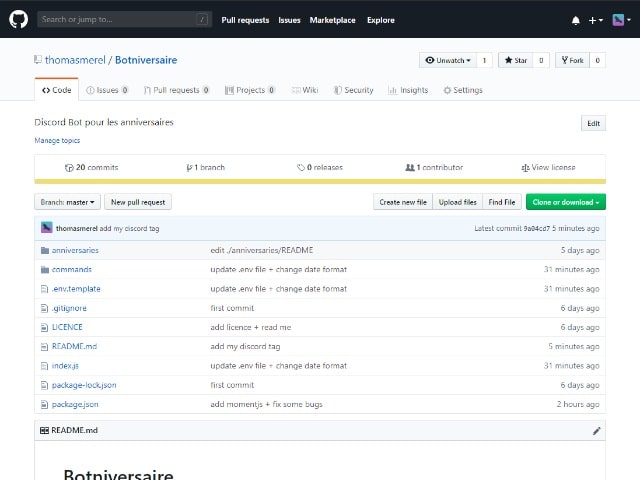 Search or jump to... / Pull requests Issues Marketplace Explore
thomasmerel / Botniversaire Unwatch 1 Star 0 Fork 0
Code Issues 0 Pull requests 0 Projects 0 Wiki Security Insights Settings
Discord Bot pour les anniversaires Edit
Manage topics
20 commits 1 branch 0 releases 1 contributor View license
Branch: master New pull request Create new file Upload files Find File Clone or download
thomasmerel add my discord tag Latest commit 9a04cd7 5 minutes ago
anniversaries edit ./anniversaries/README 5 days ago
commands update .env file + change date format 31 minutes ago
.env.template update .env file + change date format 31 minutes ago
.gitignore first commit 6 days ago
LICENCE add licence + read me 6 days ago
README.md add my discord tag 5 minutes ago
index.js update .env file + change date format 31 minutes ago
package-lock.json first commit 6 days ago
package.json add momentjs + fix some bugs 2 hours ago
README.md
Botniversaire